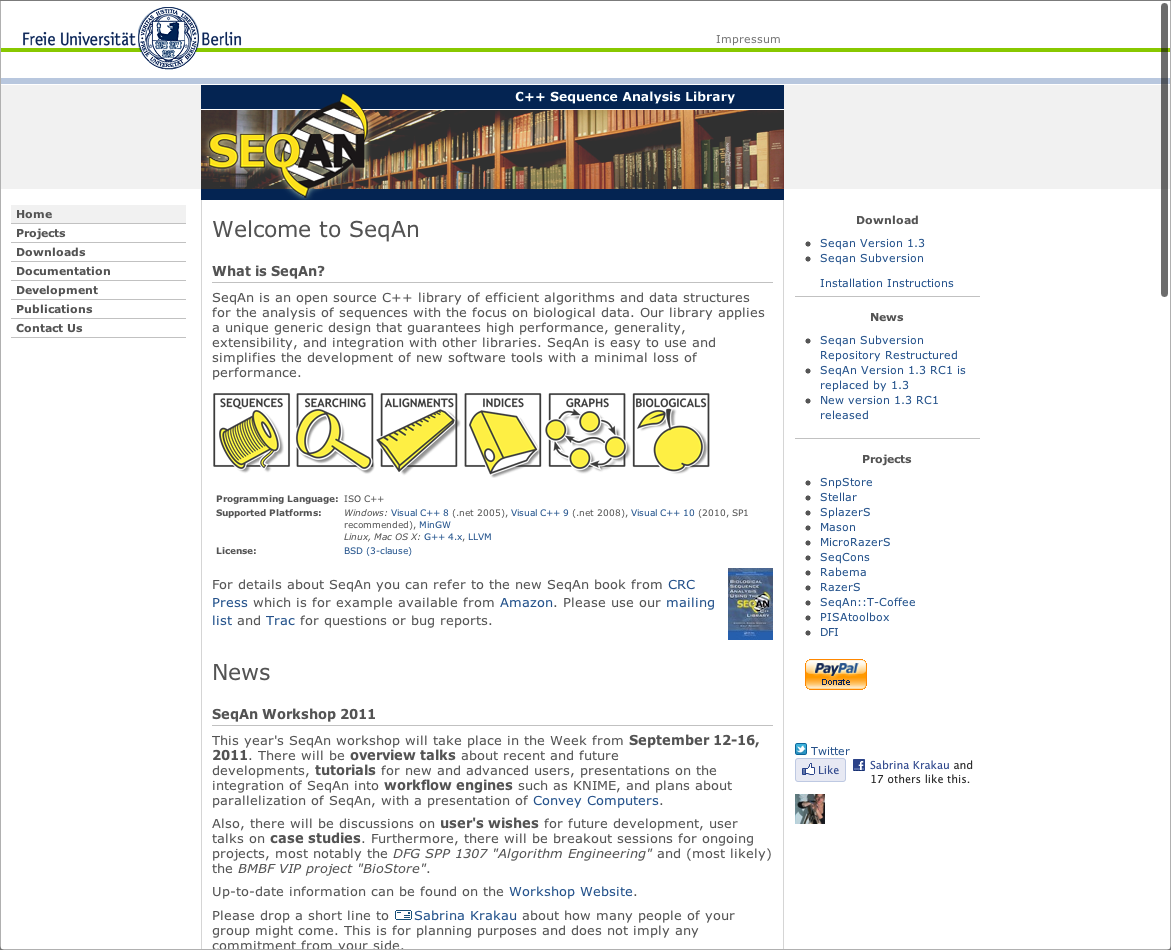 Freie Universität Berlin
Impressum
C++ Sequence Analysis Library
SEQAN
Home
Projects
Downloads
Documentation
Development
Publications
Contact Us
Welcome to SeqAn
What is SeqAn?
SeqAn is an open source C++ library of efficient algorithms and data structures
for the analysis of sequences with the focus on biological data. Our library applies
a unique generic design that guarantees high performance, generality,
extensibility, and integration with other libraries. SeqAn is easy to use and
simplifies the development of new software tools with a minimal loss of
performance.
SEQUENCES SEARCHING ALIGNMENTS INDICES GRAPHS BIOLOGICALS
Programming Language: ISO C++
Supported Platforms: Windows: Visual C++ 8 (.net 2005), Visual C++ 9 (.net 2008), Visual C++ 10 (2010, SP1
recommended), MinGW
Linux, Mac OS X: G++ 4.x, LLVM
License: BSD (3-clause)
For details about SeqAn you can refer to the new SeqAn book from CRC
Press which is for example available from Amazon. Please use our mailing
list and Trac for questions or bug reports.
BIOLOGICAL
SEQUENCE
ANALYSIS
USING THE
SEQAN
LIBRARY
News
SeqAn Workshop 2011
This year's SeqAn workshop will take place in the Week from September 12-16,
2011. There will be overview talks about recent and future
developments, tutorials for new and advanced users, presentations on the
integration of SeqAn into workflow engines such as KNIME, and plans about
parallelization of SeqAn, with a presentation of Convey Computers.
Also, there will be discussions on user's wishes for future development, user
talks on case studies. Furthermore, there will be breakout sessions for ongoing
projects, most notably the DFG SPP 1307 "Algorithm Engineering" and (most likely)
the BMBF VIP project "BioStore".
Up-to-date information can be found on the Workshop Website.
Please drop a short line to Sabrina Krakau about how many people of your
group might come. This is for planning purposes and does not imply any
commitment from your side.
Download
Seqan Version 1.3
Seqan Subversion
Installation Instructions
News
Seqan Subversion
Repository Restructured
SeqAn Version 1.3 RC1 is
replaced by 1.3
New version 1.3 RC1
released
Projects
SnpStore
Stellar
SplazerS
Mason
MicroRazerS
SeqCons
Rabema
RazerS
SeqAn::T-Coffee
PISAtoolbox
DFI
PayPal
Donate
Twitter
Like Sabrina Krakau and
17 others like this.